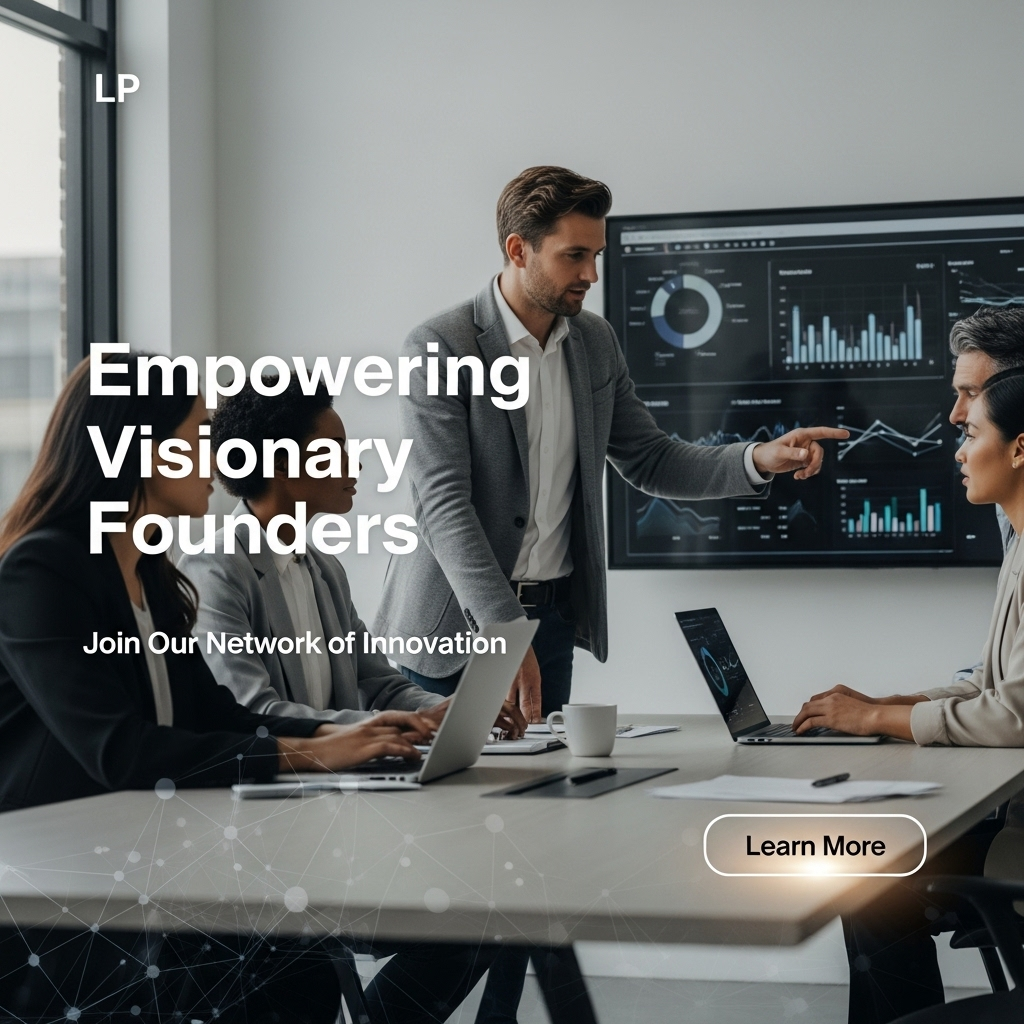 LP
Empowering
Visionary
Founders
Join Our Network of Innovation
Learn More